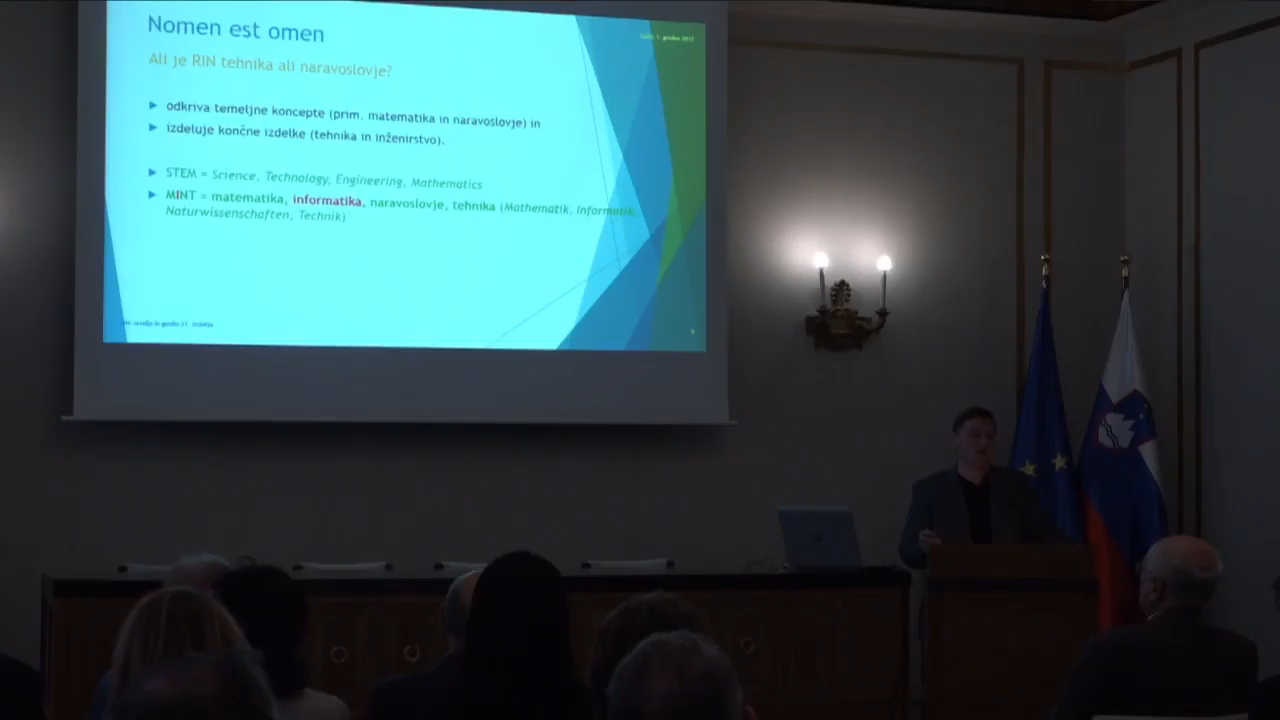 Nomen est omen
Ali je RIN tehnika ali naravoslovje?
odkriva temeljne koncepte (prim. matematika in naravoslovje) in
izdeluje končne izdelke (tehnika in inženirstvo).
STEM = Science, Technology, Engineering, Mathematics
MINT = matematika, informatika, naravoslovje, tehnika (Mathematik, Informatik,
Naturwissenschaften, Technik)